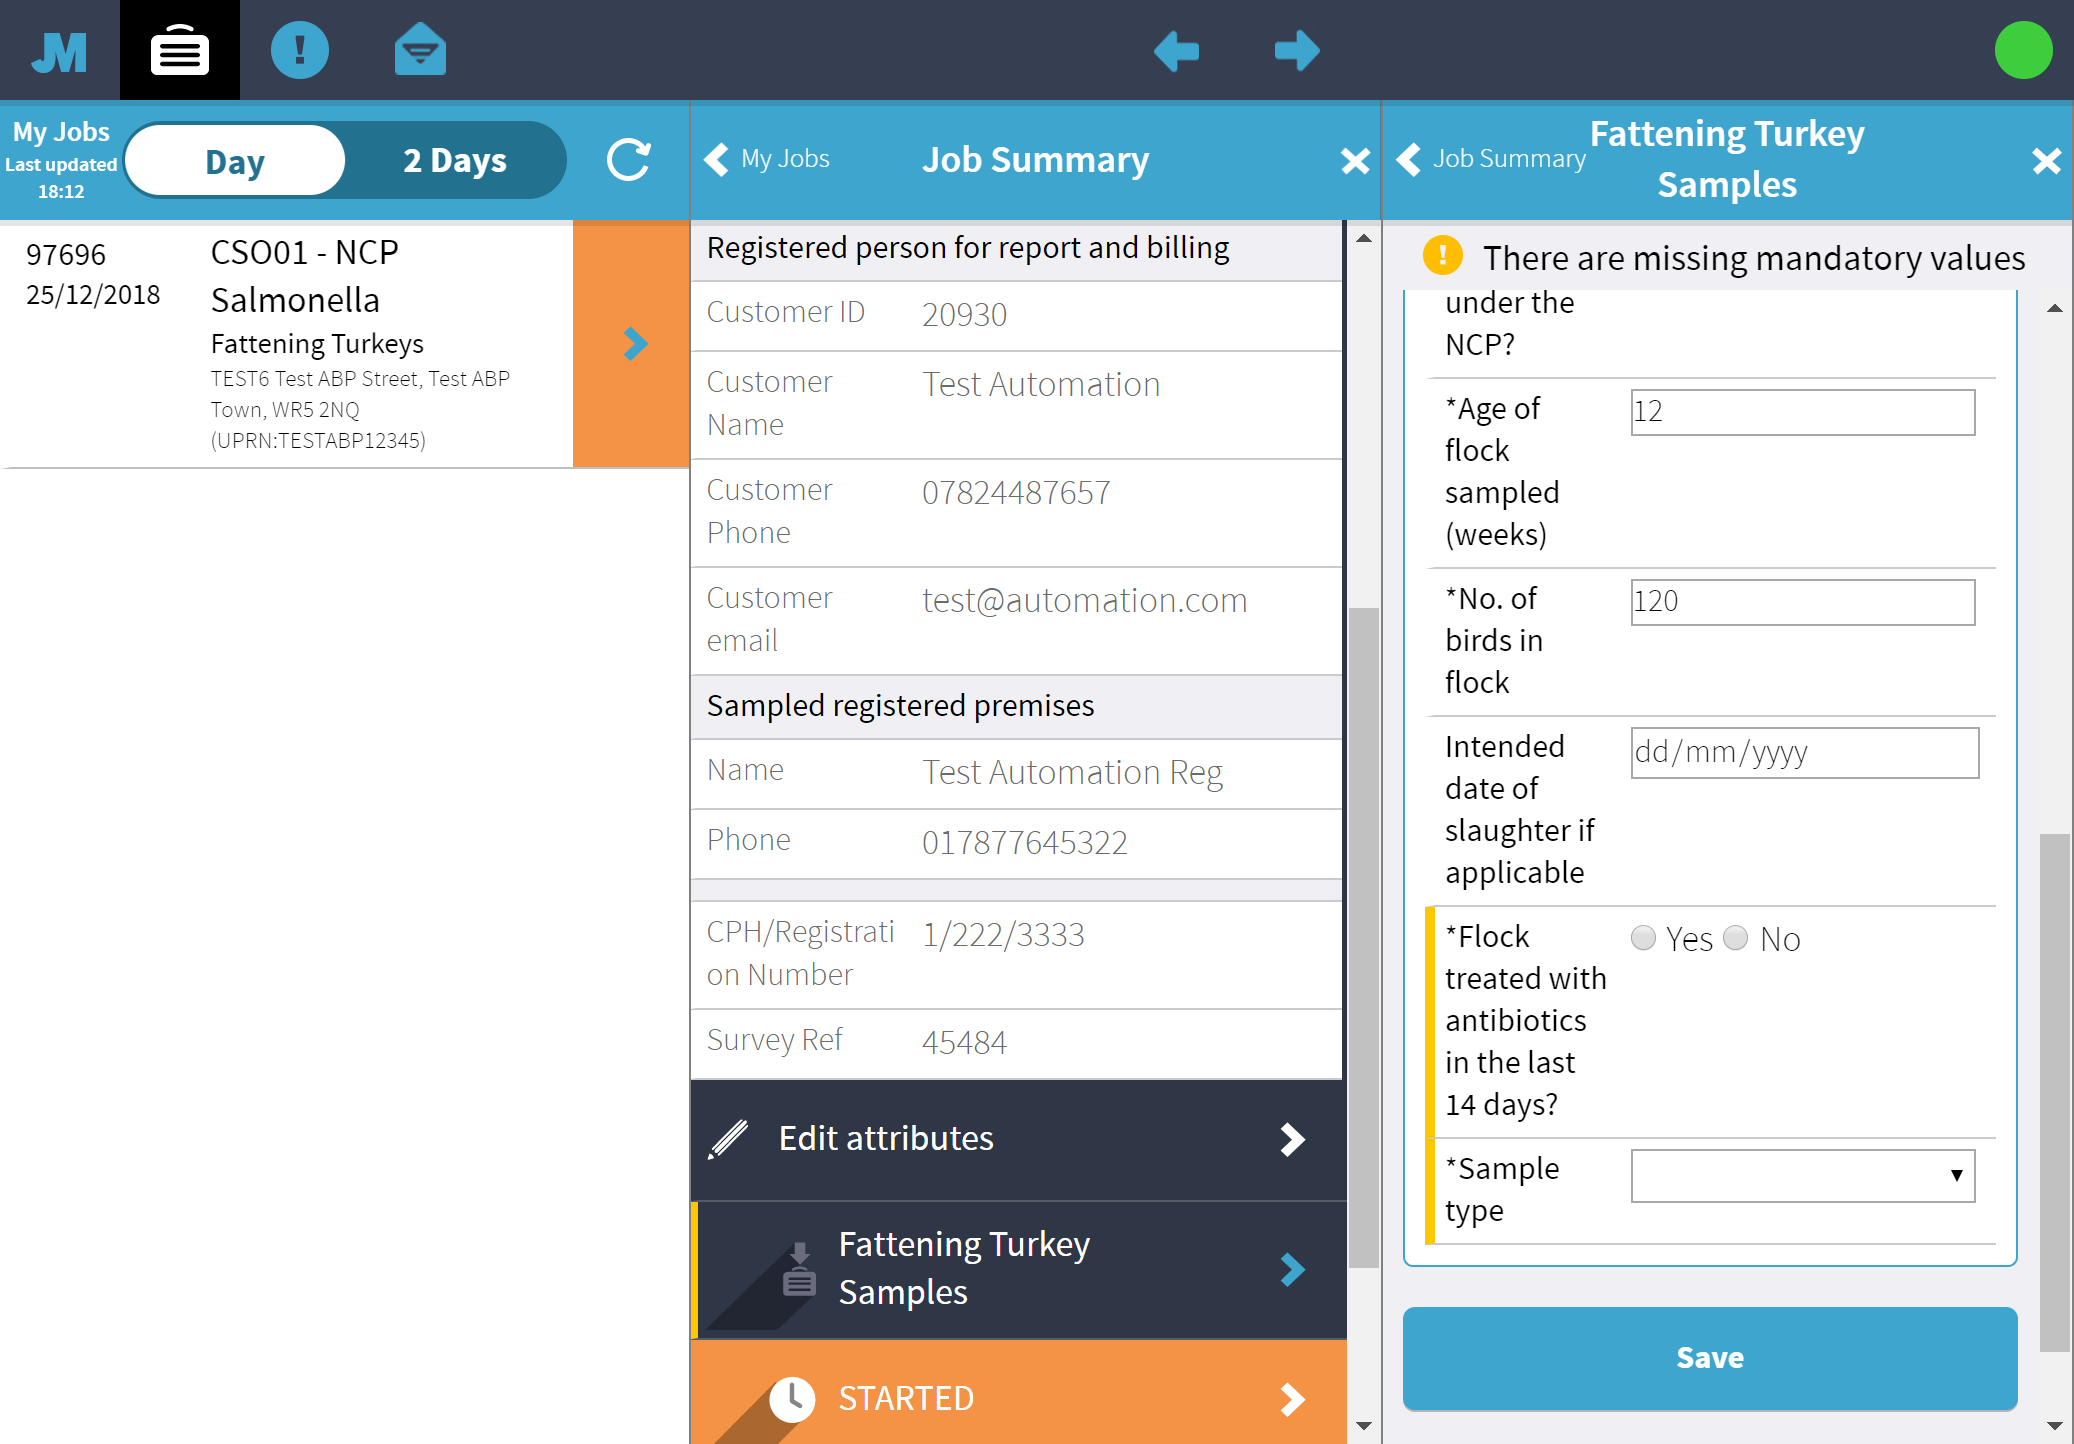 JM
My Jobs
Last updated
18:12
Day
2 Days
My Jobs
Job Summary
Job Summary
Fattening Turkey
Samples
97696
25/12/2018
CSO01 - NCP
Salmonella
Fattening Turkeys
TEST6 Test ABP Street, Test ABP
Town, WR5 2NQ
(UPRN:TESTABP12345)
Registered person for report and billing
Customer ID
20930
Customer
Name
Test Automation
Customer
Phone
07824487657
Customer
email
test@automation.com
Sampled registered premises
Name
Test Automation Reg
Phone
017877645322
CPH/Registrati
on Number
1/222/3333
Survey Ref
45484
Edit attributes
Fattening Turkey
Samples
STARTED
There are missing mandatory values
under the
NCP?
*Age of
flock
sampled
(weeks)
12
*No. of
birds in
flock
120
Intended
date of
slaughter if
applicable
dd/mm/yyyy
*Flock
treated with
antibiotics
in the last
14 days?
Yes No
*Sample
type
Save